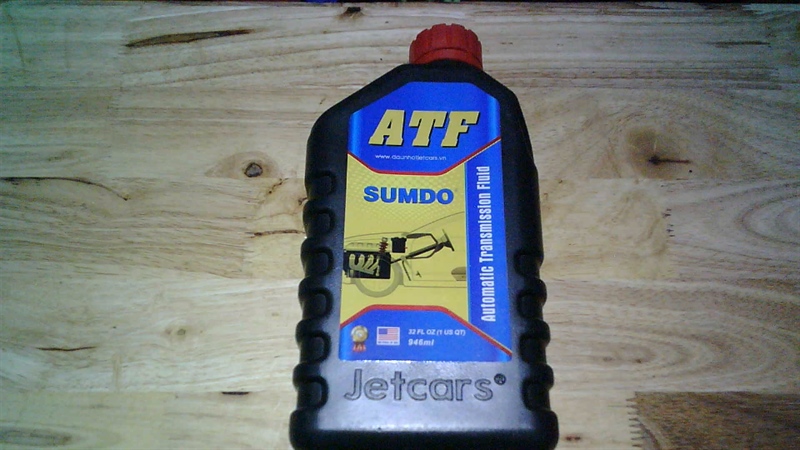 ATF
www.daunhotjetcars.vn
SUMDO
Automatic Transmission Fluid
32 FL OZ (1 US QT)
946ml
Jetcars®